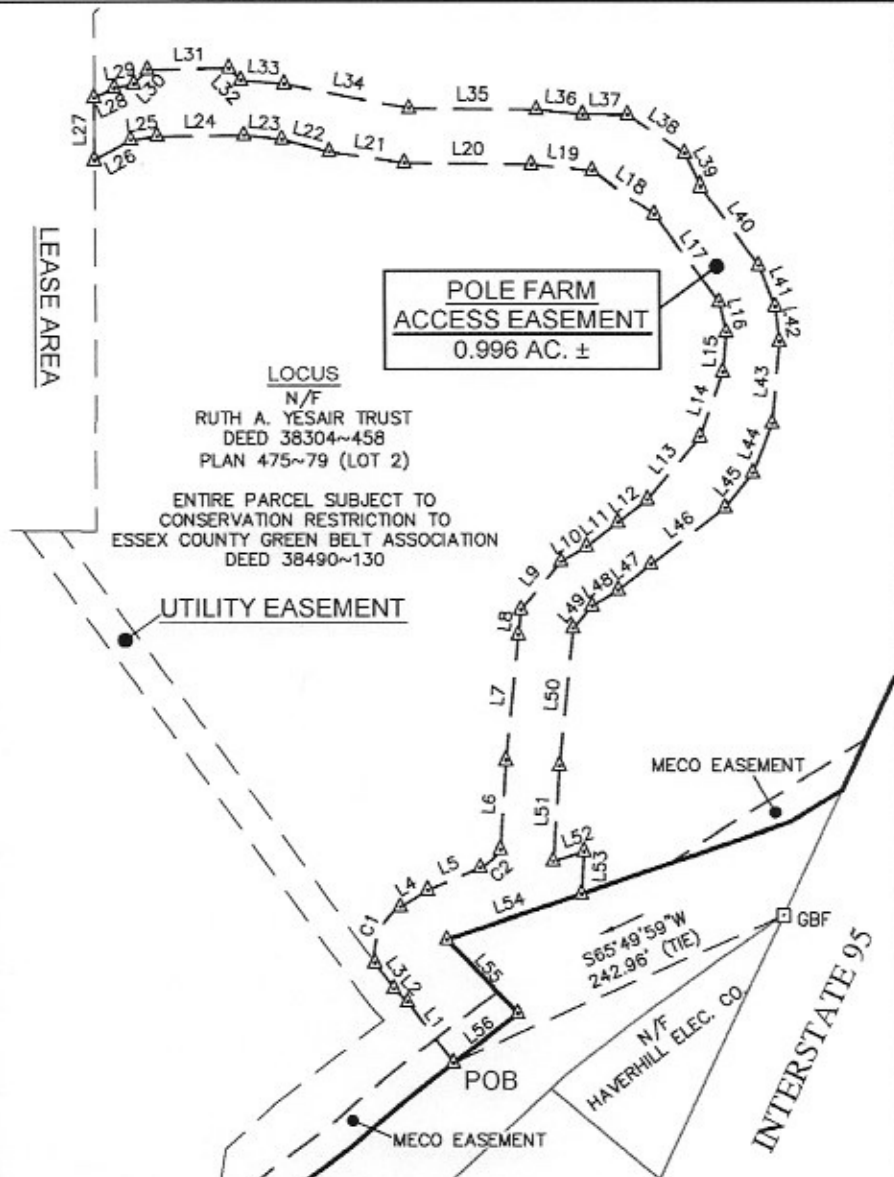 L31
L29
L30
L32
L33
L28
L34
L35
L36
L37
L38
L39
L27
L26
L25
L24
L23
L22
L21
L20
L19
L18
L40
L17
L41
L42
L16
L15
L43
L14
L44
L13
L45
L12
L11
L10
L46
L9
L47
L48
L49
L8
L7
L50
L6
L51
L52
L53
C2
L5
L4
C1
L54
L3
L2
L1
L55
L56
LEASE AREA
POLE FARM
ACCESS EASEMENT
0.996 AC. ±
LOCUS
N/F
RUTH A. YESAIR TRUST
DEED 38304~458
PLAN 475~79 (LOT 2)
ENTIRE PARCEL SUBJECT TO
CONSERVATION RESTRICTION TO
ESSEX COUNTY GREEN BELT ASSOCIATION
DEED 38490~130
UTILITY EASEMENT
MECO EASEMENT
GBF
S65°49'59"W
242.96' (TIE)
N/F
HAVERHILL ELEC. CO.
INTERSTATE 95
POB
MECO EASEMENT